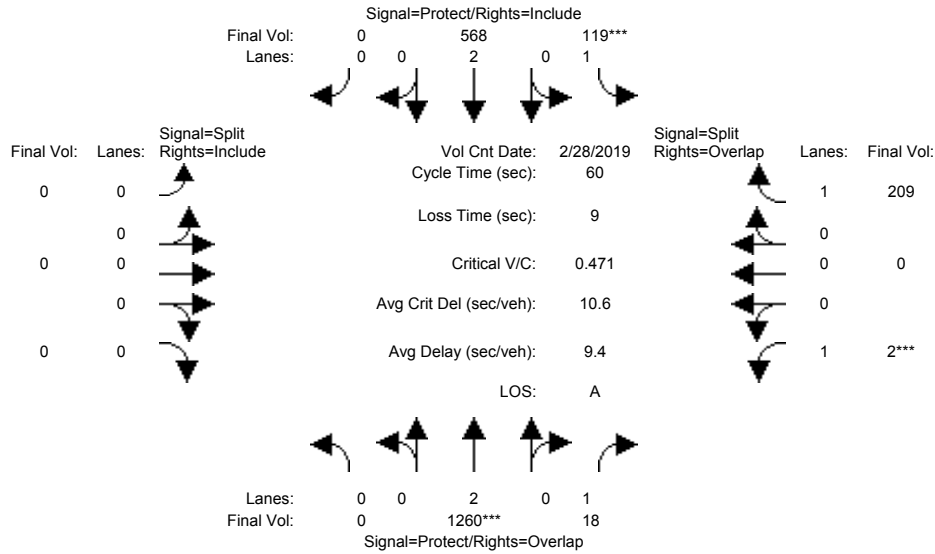 Signal=Protect/Rights=Include
Final Vol: 0 568 119***
Lanes: 0 0 2 0 1
Signal=Split Signal=Split
Final Vol: Lanes: Rights=Include Vol Cnt Date: 2/28/2019 Rights=Overlap Lanes: Final Vol:
Cycle Time (sec): 60
0 0 1 209
Loss Time (sec): 9
0 0
0 0 Critical V/C: 0.471 0 0
0 Avg Crit Del (sec/veh): 10.6 0
0 0 Avg Delay (sec/veh): 9.4 1 2***
LOS: A
Lanes: 0 0 2 0 1
Final Vol: 0 1260*** 18
Signal=Protect/Rights=Overlap